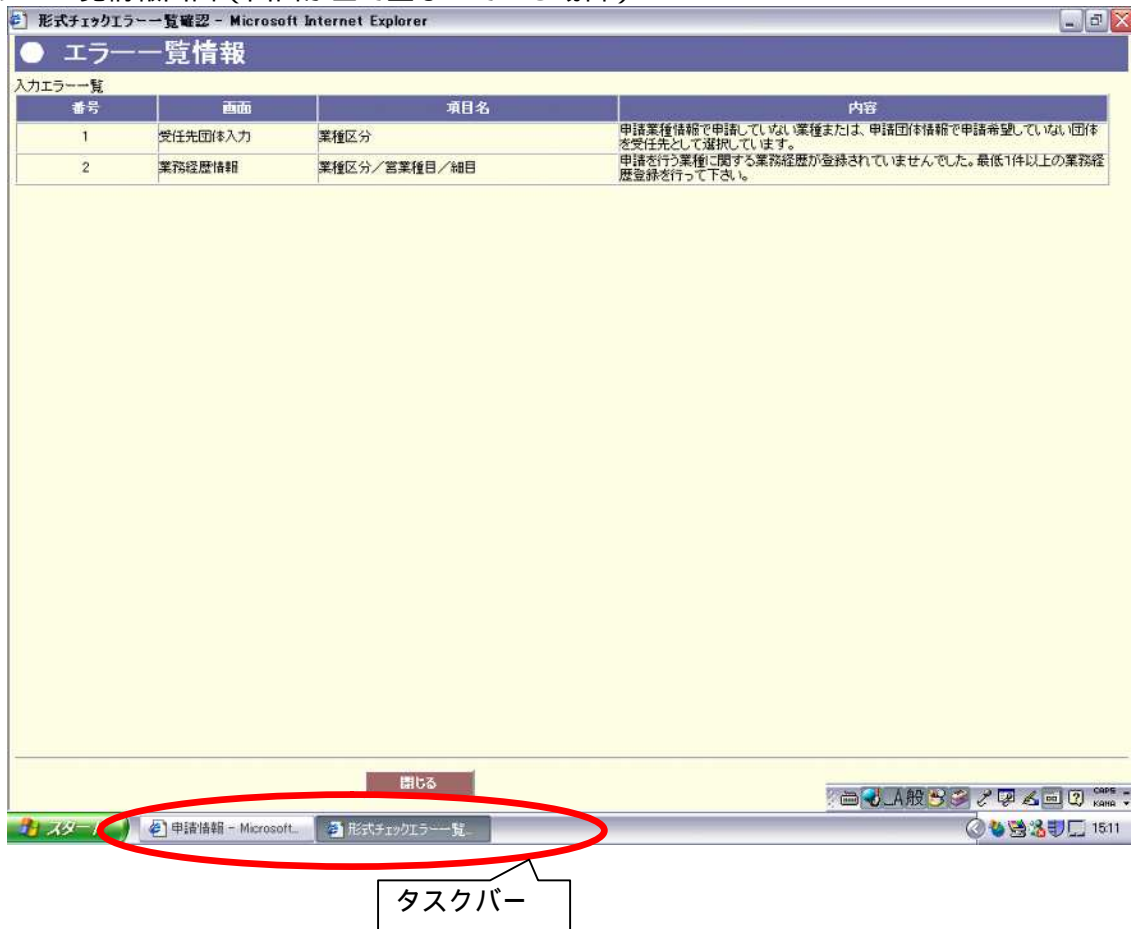 形式チェックエラー一覧確認 - Microsoft Internet Explorer
● エラー一覧情報
入力エラー一覧
番号 画面 項目名 内容
1 受任先団体入力 業種区分 申請業種情報で申請していない業種または、申請団体情報で申請希望していない団体
を受任先として選択しています。
2 業務経歴情報 業種区分/営業種目/細目 申請を行う業種に関する業務経歴が登録されていませんでした。最低1件以上の業務経
歴登録を行って下さい。
閉じる
A般 CAPS
KANA
スタート 申請情報 - Microsoft... 形式チェックエラー一覧... 15:11
タスクバー